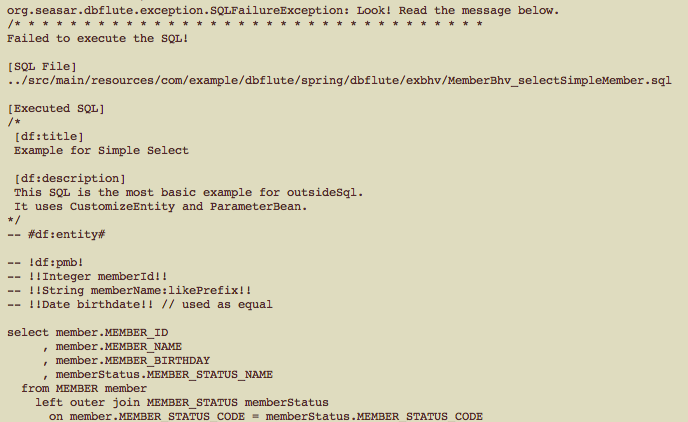 org.seasar.dbflute.exception.SQLFailureException: Look! Read the message below.
/* * * * * * * * * * * * * * * * * * * * * * * * * * * * * * * * * *
Failed to execute the SQL!
[SQL File]
../src/main/resources/com/example/dbflute/spring/dbflute/exbhv/MemberBhv_selectSimpleMember.sql
[Executed SQL]
/*
[df:title]
Example for Simple Select
[df:description]
This SQL is the most basic example for outsideSql.
It uses CustomizeEntity and ParameterBean.
*/
-- #df:entity#
-- !df:pmb!
-- !!Integer memberId!!
-- !!String memberName:likePrefix!!
-- !!Date birthdate!! // used as equal
select member.MEMBER_ID
, member.MEMBER_NAME
, member.MEMBER_BIRTHDAY
, memberStatus.MEMBER_STATUS_NAME
from MEMBER member
left outer join MEMBER_STATUS memberStatus
on member.MEMBER_STATUS_CODE = memberStatus.MEMBER_STATUS_CODE